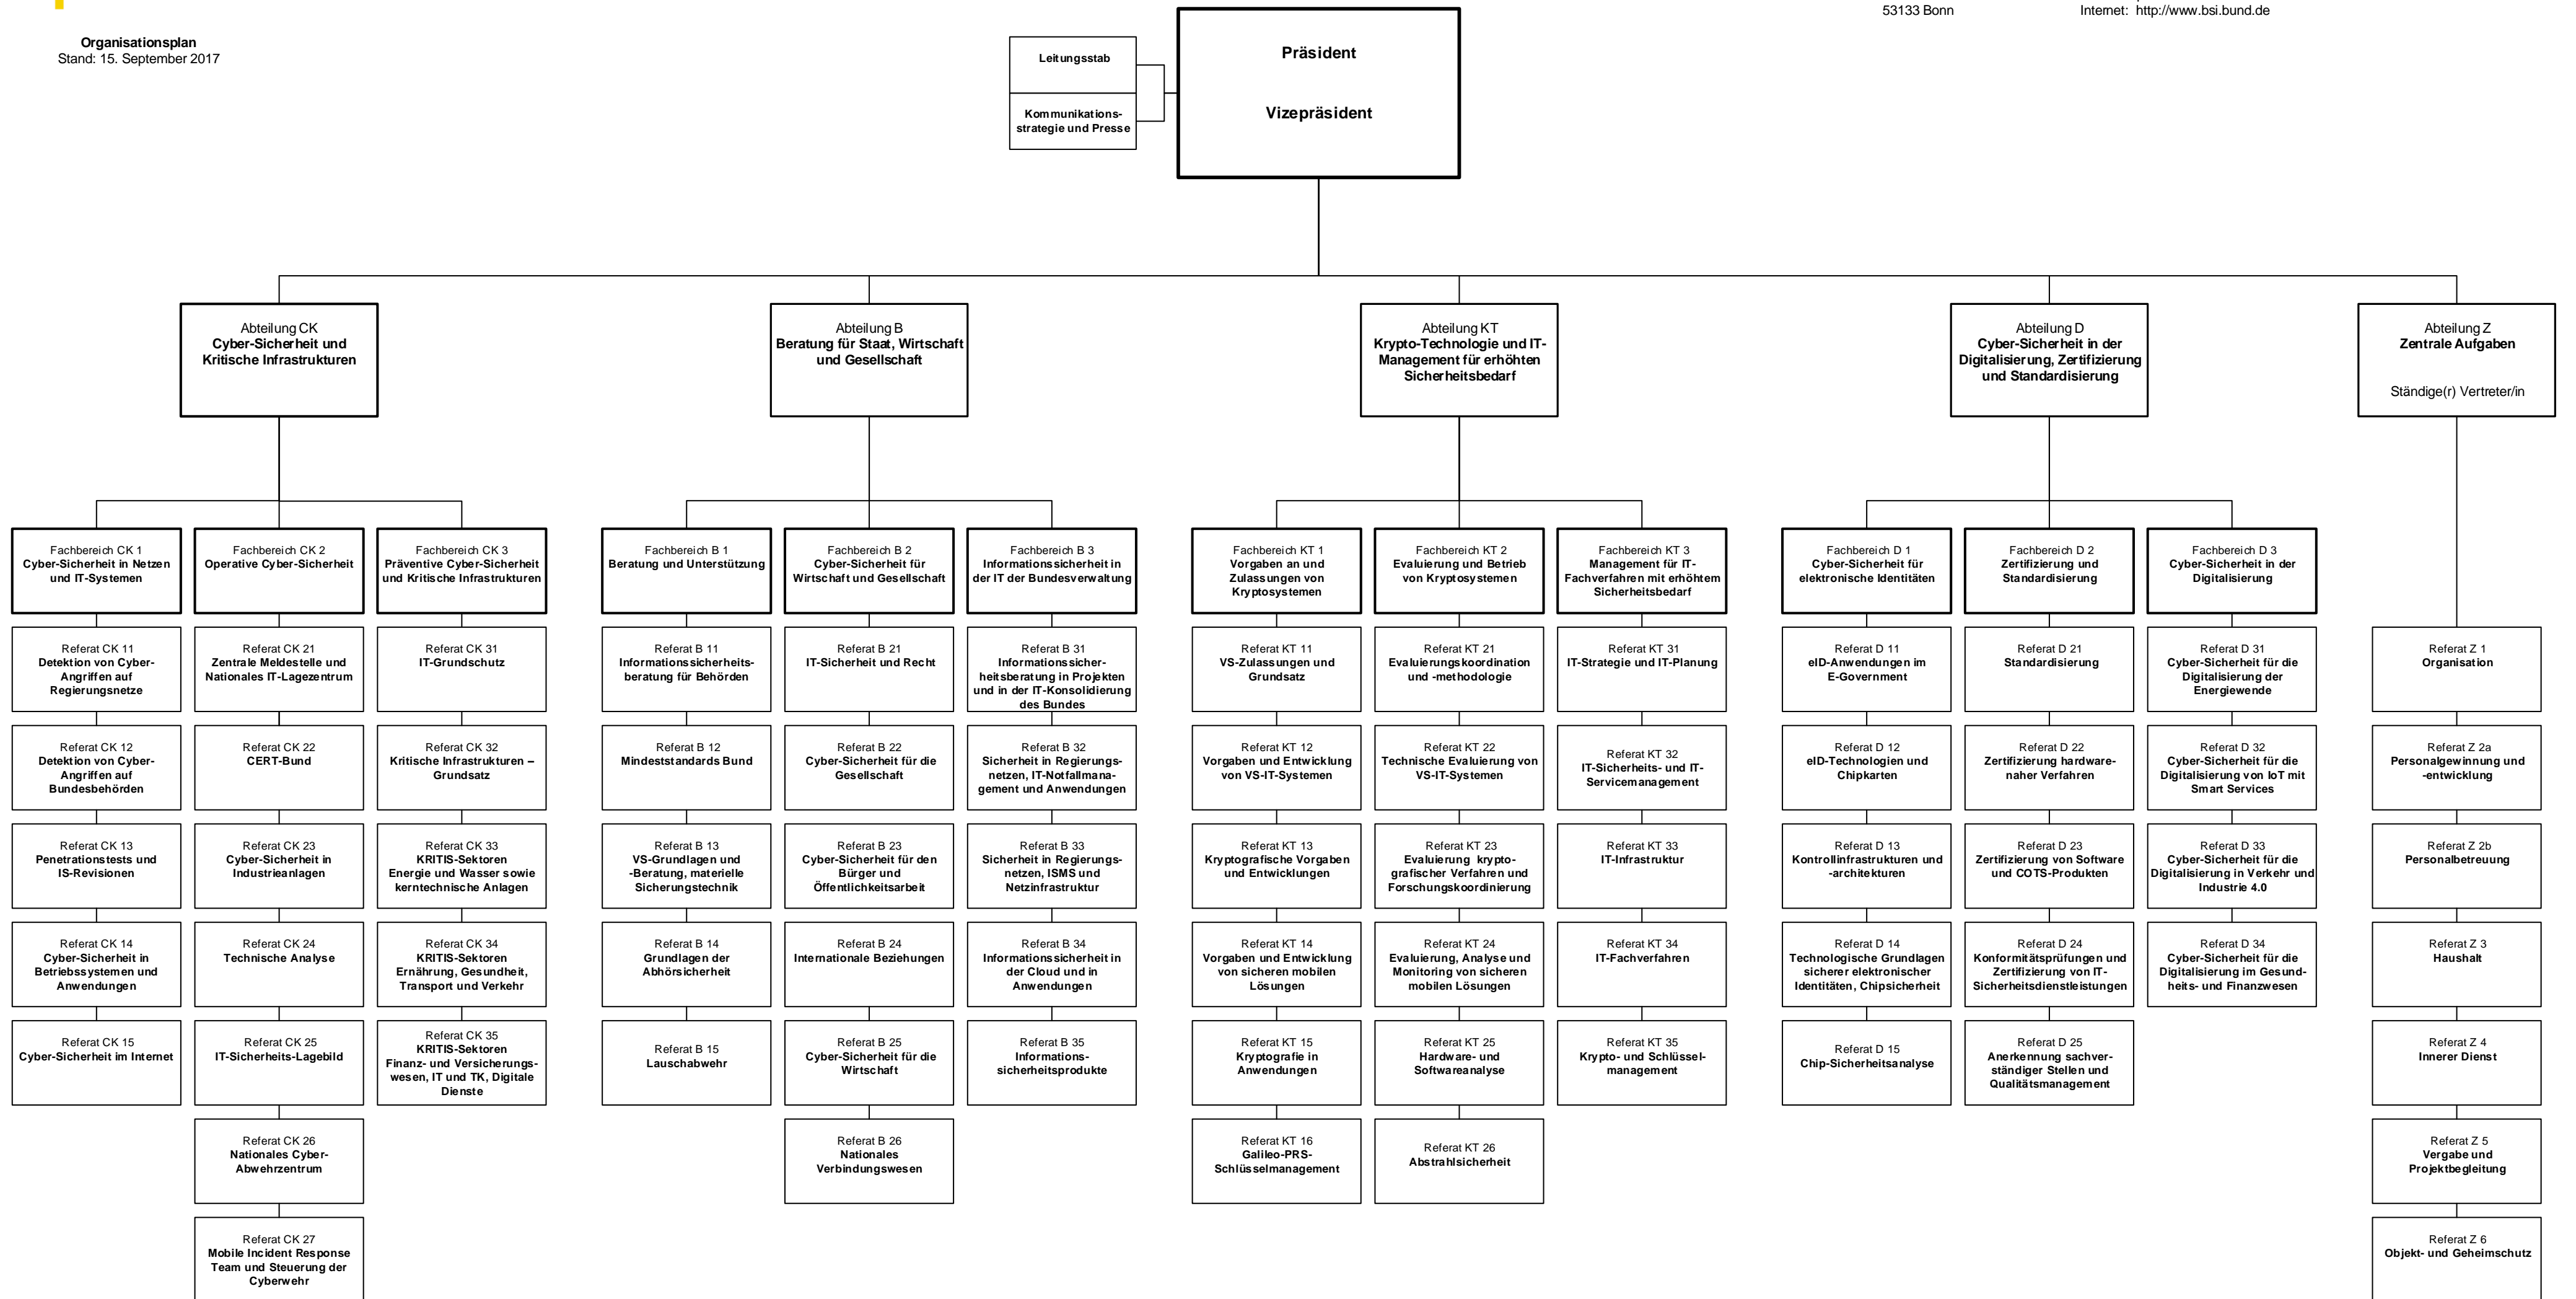 53133 Bonn
Internet: http://www.bsi.bund.de
Organisationsplan
Stand: 15. September 2017
Leitungsstab
Kommunikations-
strategie und Presse
Präsident
Vizepräsident
Abteilung CK
Cyber-Sicherheit und
Kritische Infrastrukturen
Abteilung B
Beratung für Staat, Wirtschaft
und Gesellschaft
Abteilung KT
Krypto-Technologie und IT-
Management für erhöhten
Sicherheitsbedarf
Abteilung D
Cyber-Sicherheit in der
Digitalisierung, Zertifizierung
und Standardisierung
Abteilung Z
Zentrale Aufgaben
Ständige(r) Vertreter/in
Fachbereich CK 1
Cyber-Sicherheit in Netzen
und IT-Systemen
Referat CK 11
Detektion von Cyber-
Angriffen auf
Regierungsnetze
Referat CK 12
Detektion von Cyber-
Angriffen auf
Bundesbehörden
Referat CK 13
Penetrationstests und
IS-Revisionen
Referat CK 14
Cyber-Sicherheit in
Betriebssystemen und
Anwendungen
Referat CK 15
Cyber-Sicherheit im Internet
Fachbereich CK 2
Operative Cyber-Sicherheit
Referat CK 21
Zentrale Meldestelle und
Nationales IT-Lagezentrum
Referat CK 22
CERT-Bund
Referat CK 23
Cyber-Sicherheit in
Industrieanlagen
Referat CK 24
Technische Analyse
Referat CK 25
IT-Sicherheits-Lagebild
Referat CK 26
Nationales Cyber-
Abwehrzentrum
Referat CK 27
Mobile Incident Response
Team und Steuerung der
Cyberwehr
Fachbereich CK 3
Präventive Cyber-Sicherheit
und Kritische Infrastrukturen
Referat CK 31
IT-Grundschutz
Referat CK 32
Kritische Infrastrukturen –
Grundsatz
Referat CK 33
KRITIS-Sektoren
Energie und Wasser sowie
kerntechnische Anlagen
Referat CK 34
KRITIS-Sektoren
Ernährung, Gesundheit,
Transport und Verkehr
Referat CK 35
KRITIS-Sektoren
Finanz- und Versicherungs-
wesen, IT und TK, Digitale
Dienste
Fachbereich B 1
Beratung und Unterstützung
Referat B 11
Informationssicherheits-
beratung für Behörden
Referat B 12
Mindeststandards Bund
Referat B 13
VS-Grundlagen und
-Beratung, materielle
Sicherungstechnik
Referat B 14
Grundlagen der
Abhörsicherheit
Referat B 15
Lauschabwehr
Fachbereich B 2
Cyber-Sicherheit für
Wirtschaft und Gesellschaft
Referat B 21
IT-Sicherheit und Recht
Referat B 22
Cyber-Sicherheit für die
Gesellschaft
Referat B 23
Cyber-Sicherheit für den
Bürger und
Öffentlichkeitsarbeit
Referat B 24
Internationale Beziehungen
Referat B 25
Cyber-Sicherheit für die
Wirtschaft
Referat B 26
Nationales
Verbindungswesen
Fachbereich B 3
Informationssicherheit in
der IT der Bundesverwaltung
Referat B 31
Informationssicher-
heitsberatung in Projekten
und in der IT-Konsolidierung
des Bundes
Referat B 32
Sicherheit in Regierungs-
netzen, IT-Notfallmana-
gement und Anwendungen
Referat B 33
Sicherheit in Regierungs-
netzen, ISMS und
Netzinfrastruktur
Referat B 34
Informationssicherheit in
der Cloud und in
Anwendungen
Referat B 35
Informations-
sicherheitsprodukte
Fachbereich KT 1
Vorgaben an und
Zulassungen von
Kryptosystemen
Referat KT 11
VS-Zulassungen und
Grundsatz
Referat KT 12
Vorgaben und Entwicklung
von VS-IT-Systemen
Referat KT 13
Kryptografische Vorgaben
und Entwicklungen
Referat KT 14
Vorgaben und Entwicklung
von sicheren mobilen
Lösungen
Referat KT 15
Kryptografie in
Anwendungen
Referat KT 16
Galileo-PRS-
Schlüsselmanagement
Fachbereich KT 2
Evaluierung und Betrieb
von Kryptosystemen
Referat KT 21
Evaluierungskoordination
und -methodologie
Referat KT 22
Technische Evaluierung von
VS-IT-Systemen
Referat KT 23
Evaluierung krypto-
grafischer Verfahren und
Forschungskoordinierung
Referat KT 24
Evaluierung, Analyse und
Monitoring von sicheren
mobilen Lösungen
Referat KT 25
Hardware- und
Softwareanalyse
Referat KT 26
Abstrahlsicherheit
Fachbereich KT 3
Management für IT-
Fachverfahren mit erhöhtem
Sicherheitsbedarf
Referat KT 31
IT-Strategie und IT-Planung
Referat KT 32
IT-Sicherheits- und IT-
Servicemanagement
Referat KT 33
IT-Infrastruktur
Referat KT 34
IT-Fachverfahren
Referat KT 35
Krypto- und Schlüssel-
management
Fachbereich D 1
Cyber-Sicherheit für
elektronische Identitäten
Referat D 11
eID-Anwendungen im
E-Government
Referat D 12
eID-Technologien und
Chipkarten
Referat D 13
Kontrollinfrastrukturen und
-architekturen
Referat D 14
Technologische Grundlagen
sicherer elektronischer
Identitäten, Chipsicherheit
Referat D 15
Chip-Sicherheitsanalyse
Fachbereich D 2
Zertifizierung und
Standardisierung
Referat D 21
Standardisierung
Referat D 22
Zertifizierung hardware-
naher Verfahren
Referat D 23
Zertifizierung von Software
und COTS-Produkten
Referat D 24
Konformitätsprüfungen und
Zertifizierung von IT-
Sicherheitsdienstleistungen
Referat D 25
Anerkennung sachver-
ständiger Stellen und
Qualitätsmanagement
Fachbereich D 3
Cyber-Sicherheit in der
Digitalisierung
Referat D 31
Cyber-Sicherheit für die
Digitalisierung der
Energiewende
Referat D 32
Cyber-Sicherheit für die
Digitalisierung von IoT mit
Smart Services
Referat D 33
Cyber-Sicherheit für die
Digitalisierung in Verkehr und
Industrie 4.0
Referat D 34
Cyber-Sicherheit für die
Digitalisierung im Gesund-
heits- und Finanzwesen
Referat Z 1
Organisation
Referat Z 2a
Personalgewinnung und
-entwicklung
Referat Z 2b
Personalbetreuung
Referat Z 3
Haushalt
Referat Z 4
Innerer Dienst
Referat Z 5
Vergabe und
Projektbegleitung
Referat Z 6
Objekt- und Geheimschutz